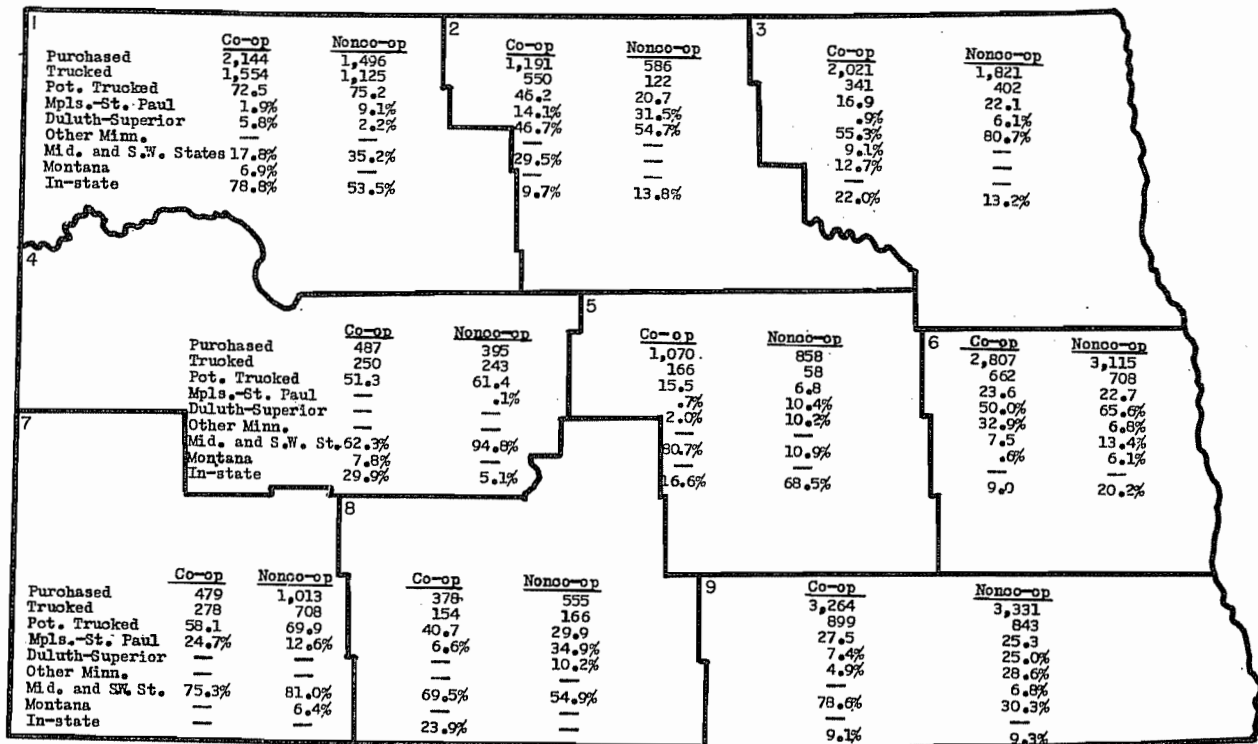 1
Co-op Nonco-op
Purchased 2,144 1,496
Trucked 1,554 1,125
Pot. Trucked 72.5 75.2
Mpls.-St. Paul 1.9% 9.1%
Duluth-Superior 5.8% 2.2%
Other Minn. — —
Mid. and S.W. States 17.8% 35.2%
Montana 6.9% —
In-state 78.8% 53.5%
2
Co-op Nonco-op
1,191 586
550 122
46.2 20.7
14.1% 31.5%
46.7% 54.7%
— —
29.5% —
— —
9.7% 13.8%
3
Co-op Nonco-op
2,021 1,821
341 402
16.9 22.1
.9% 6.1%
55.3% 80.7%
9.1% —
12.7% —
— —
22.0% 13.2%
4
Co-op Nonco-op
Purchased 487 395
Trucked 250 243
Pot. Trucked 51.3 61.4
Mpls.-St. Paul — .1%
Duluth-Superior — —
Other Minn. — —
Mid. and S.W. St. 62.3% 94.8%
Montana 7.8% —
In-state 29.9% 5.1%
5
Co-op Nonco-op
1,070 858
166 58
15.5 6.8
.7% 10.4%
2.0% 10.2%
— —
80.7% 10.9%
— —
16.6% 68.5%
6
Co-op Nonco-op
2,807 3,115
662 708
23.6 22.7
50.0% 65.6%
32.9% 6.8%
7.5 13.4%
.6% 6.1%
— —
9.0 20.2%
7
Co-op Nonco-op
Purchased 479 1,013
Trucked 278 708
Pot. Trucked 58.1 69.9
Mpls.-St. Paul 24.7% 12.6%
Duluth-Superior — —
Other Minn. — —
Mid. and SW. St. 75.3% 81.0%
Montana — 6.4%
In-state — —
8
Co-op Nonco-op
378 555
154 166
40.7 29.9
6.6% 34.9%
— 10.2%
— —
69.5% 54.9%
— —
23.9% —
9
Co-op Nonco-op
3,264 3,331
899 843
27.5 25.3
7.4% 25.0%
4.9% 28.6%
— 6.8%
78.6% 30.3%
— —
9.1% 9.3%